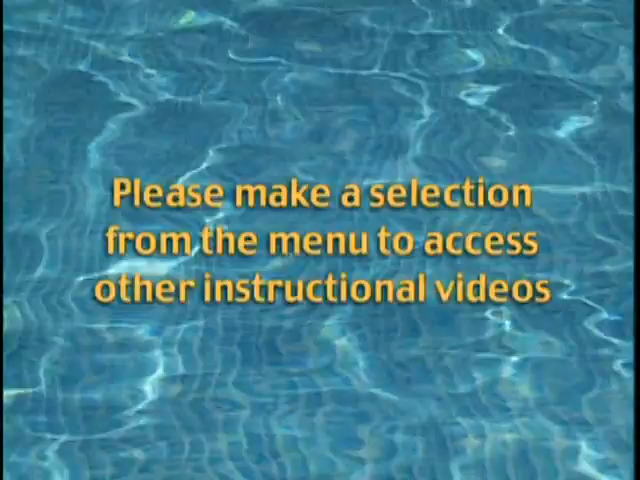 Please make a selection
from the menu to access
other instructional videos